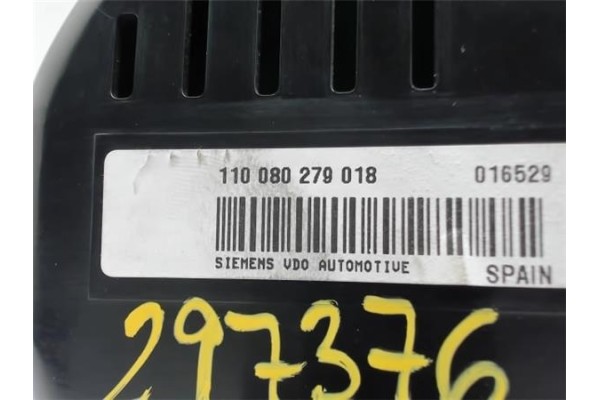 110 080 279 018 016529
SIEMENS VDO AUTOMOTIVE SPAIN
297376